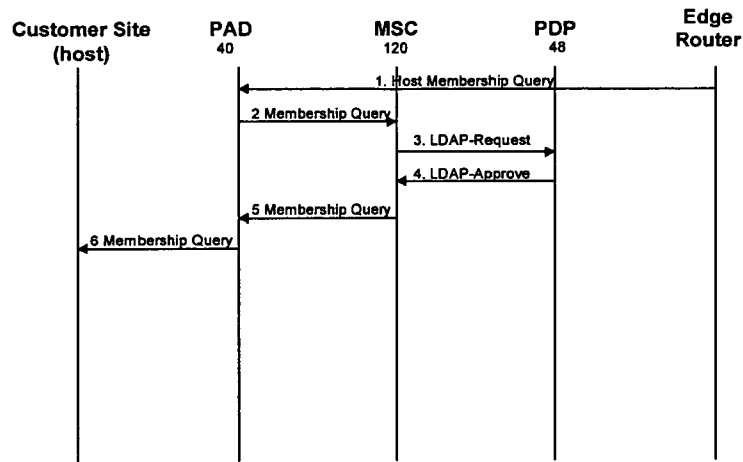 Customer Site
(host)
PAD
40
MSC
120
PDP
48
Edge
Router
1. Host Membership Query
2 Membership Query
3. LDAP-Request
4. LDAP-Approve
5 Membership Query
6 Membership Query